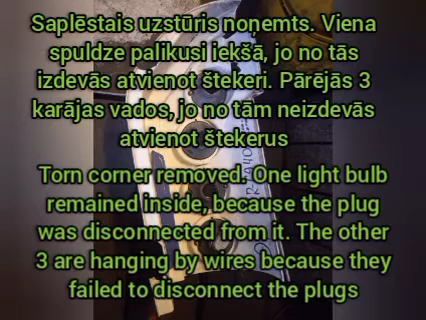 Saplēstais uzstūris noņemts. Viena
spuldze palikusi iekšā, jo no tās
izdevās atvienot štekeri. Pārējās 3
karājas vados, jo no tām neizdevās
atvienot štekerus
Torn corner removed. One light bulb
remained inside, because the plug
was disconnected from it. The other
3 are hanging by wires because they
failed to disconnect the plugs